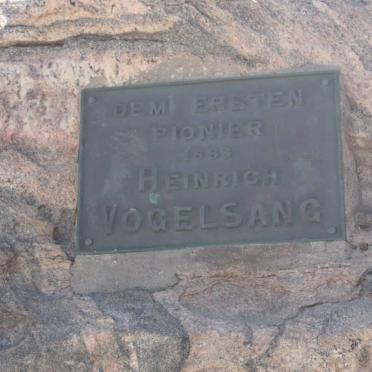 DEM ERSTEN
PIONIER
1883
HEINRICH
VOGELSANG